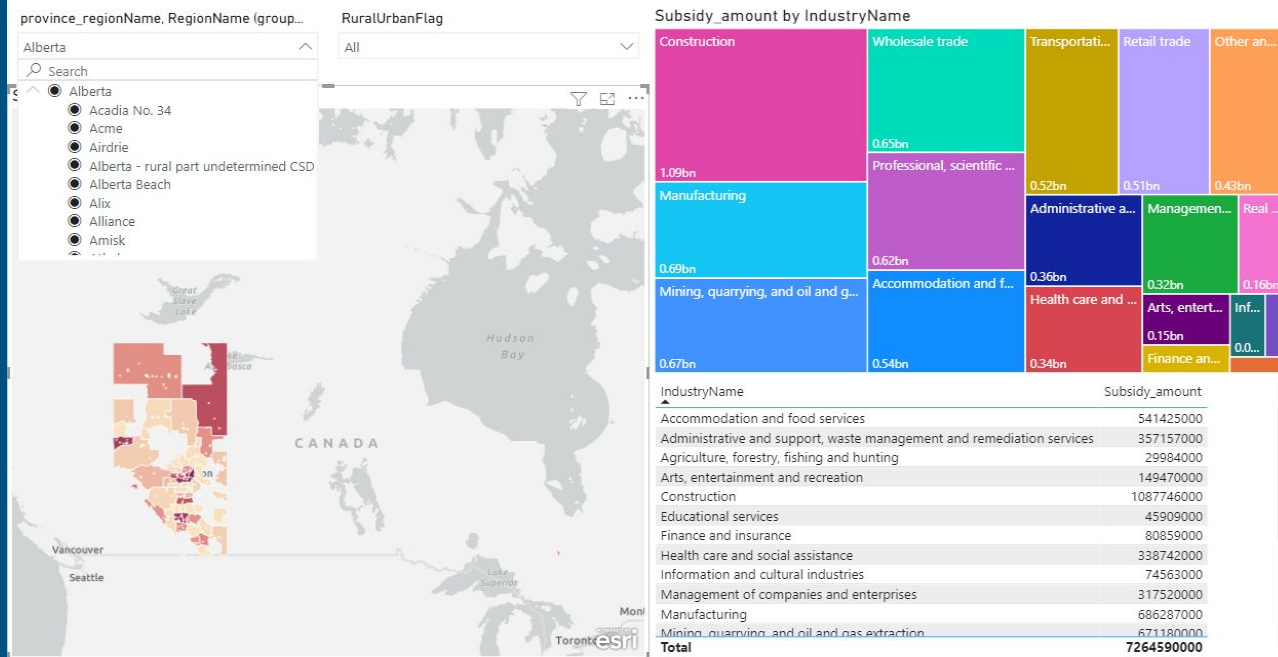 province_regionName, RegionName (group...
RuralUrbanFlag
Alberta
All
Search
Alberta
Acadia No. 34
Acme
Airdrie
Alberta - rural part undetermined CSD
Alberta Beach
Alix
Alliance
Amisk
Great
Slave
Lake
Hudson
Bay
CANADA
Vancouver
Seattle
Lake
Superior
Toronto
esri
Subsidy_amount by IndustryName
Construction
1.09bn
Manufacturing
0.69bn
Mining, quarrying, and oil and g...
0.67bn
Wholesale trade
0.65bn
Professional, scientific ...
0.62bn
Accommodation and f...
0.54bn
Transportati...
0.52bn
Retail trade
0.51bn
Other an...
0.43bn
Administrative a...
0.36bn
Health care and ...
0.34bn
Managemen...
0.32bn
Real ...
0.16bn
Arts, entert...
0.15bn
Finance an...
Inf...
0.0...
IndustryName Subsidy_amount
Accommodation and food services 541425000
Administrative and support, waste management and remediation services 357157000
Agriculture, forestry, fishing and hunting 29984000
Arts, entertainment and recreation 149470000
Construction 1087746000
Educational services 45909000
Finance and insurance 80859000
Health care and social assistance 338742000
Information and cultural industries 74563000
Management of companies and enterprises 317520000
Manufacturing 686287000
Mining, quarrying, and oil and gas extraction 671180000
Total 7264590000